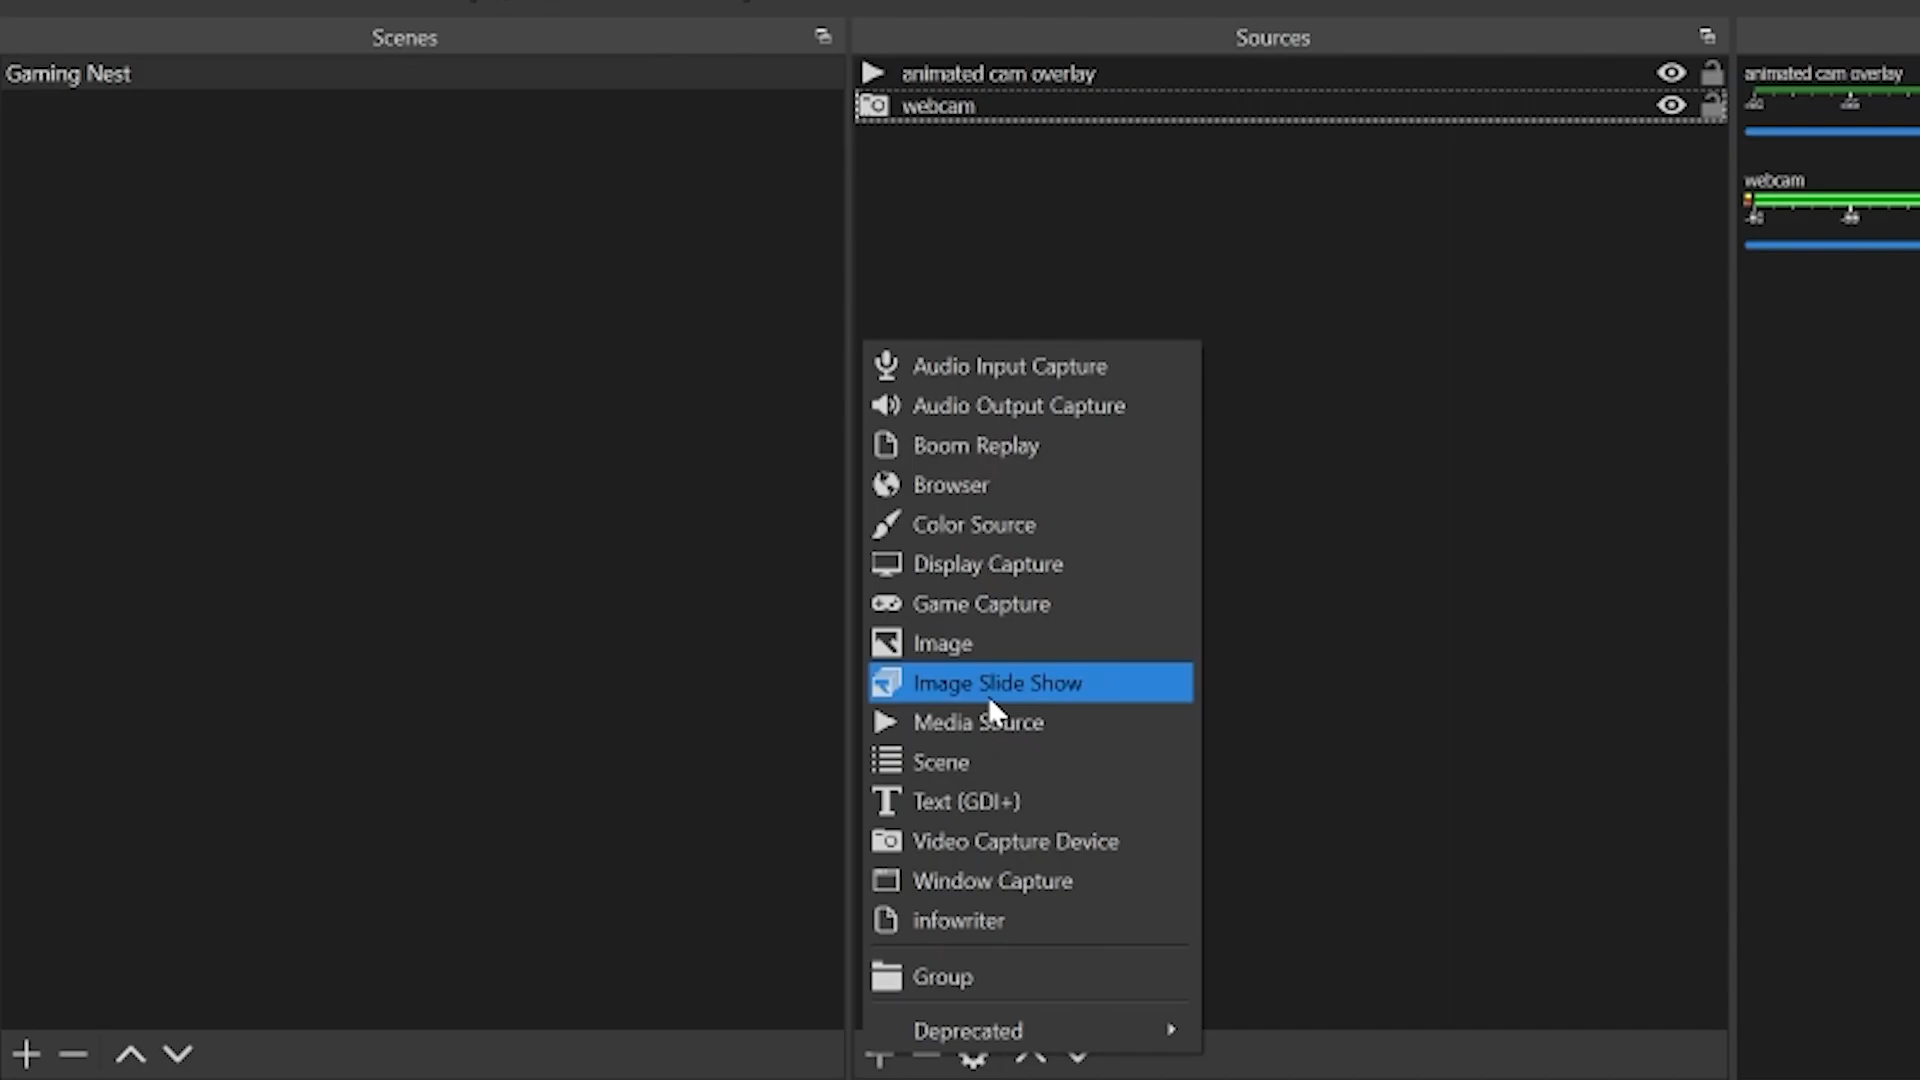 Scenes
Sources
Gaming Nest
animated cam overlay
webcam
animated cam overlay
webcam
Audio Input Capture
Audio Output Capture
Boom Replay
Browser
Color Source
Display Capture
Game Capture
Image
Image Slide Show
Media Source
Scene
Text (GDI+)
Video Capture Device
Window Capture
infowriter
Group
Deprecated